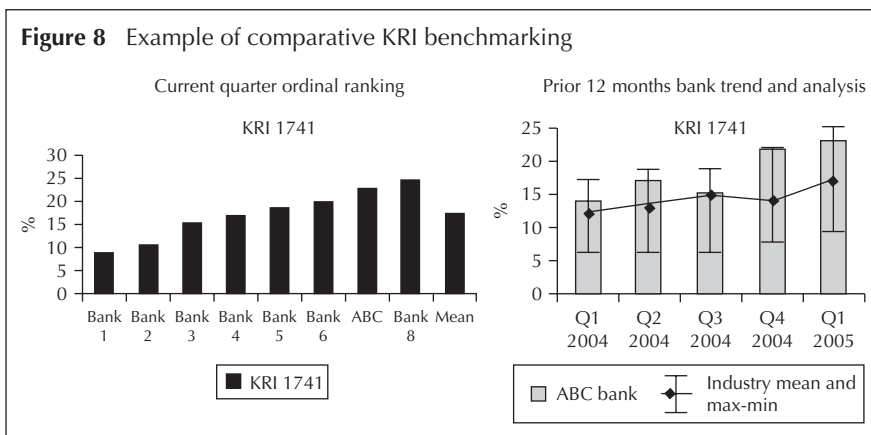 Figure 8 Example of comparative KRI benchmarking
Current quarter ordinal ranking
KRI 1741
30
25
20
15
10
5
0
%
Bank 1
Bank 2
Bank 3
Bank 4
Bank 5
Bank 6
ABC
Bank 8
Mean
KRI 1741
Prior 12 months bank trend and analysis
KRI 1741
25
20
15
10
5
0
%
Q1 2004
Q2 2004
Q3 2004
Q4 2004
Q1 2005
ABC bank
Industry mean and
max-min